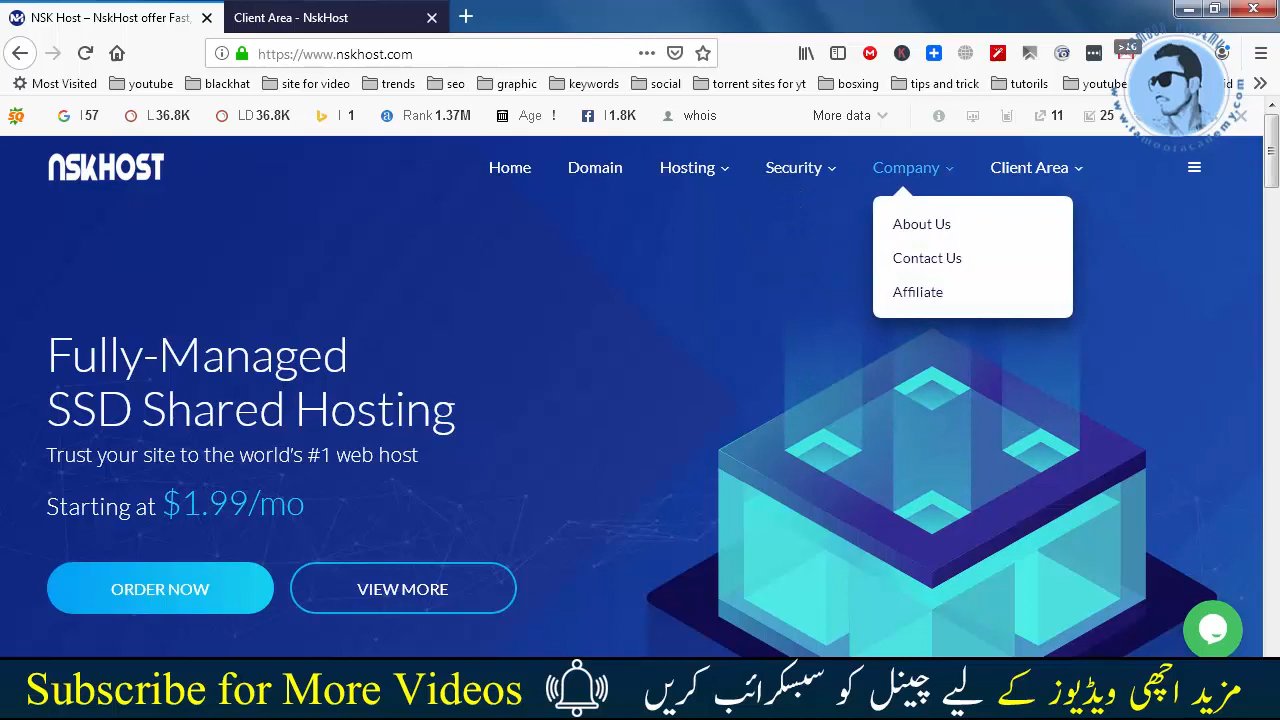 NSK Host – NskHost offer Fast,
Client Area - NskHost
https://www.nskhost.com
Most Visited youtube blackhat site for video trends seo graphic keywords social torrent sites for yt bosxing tips and trick tutorils youtube
I 57 L 36.8K LD 36.8K I 1 Rank 1.37M Age ! I 1.8K whois More data 11 25
>16
www.famooracademy.com
NSKHOST
Home Domain Hosting Security Company Client Area
About Us
Contact Us
Affiliate
Fully-Managed
SSD Shared Hosting
Trust your site to the world's #1 web host
Starting at $1.99/mo
ORDER NOW VIEW MORE
Subscribe for More Videos
مزید اچھی ویڈیوز کے لیے چینل کو سبسکرائب کریں